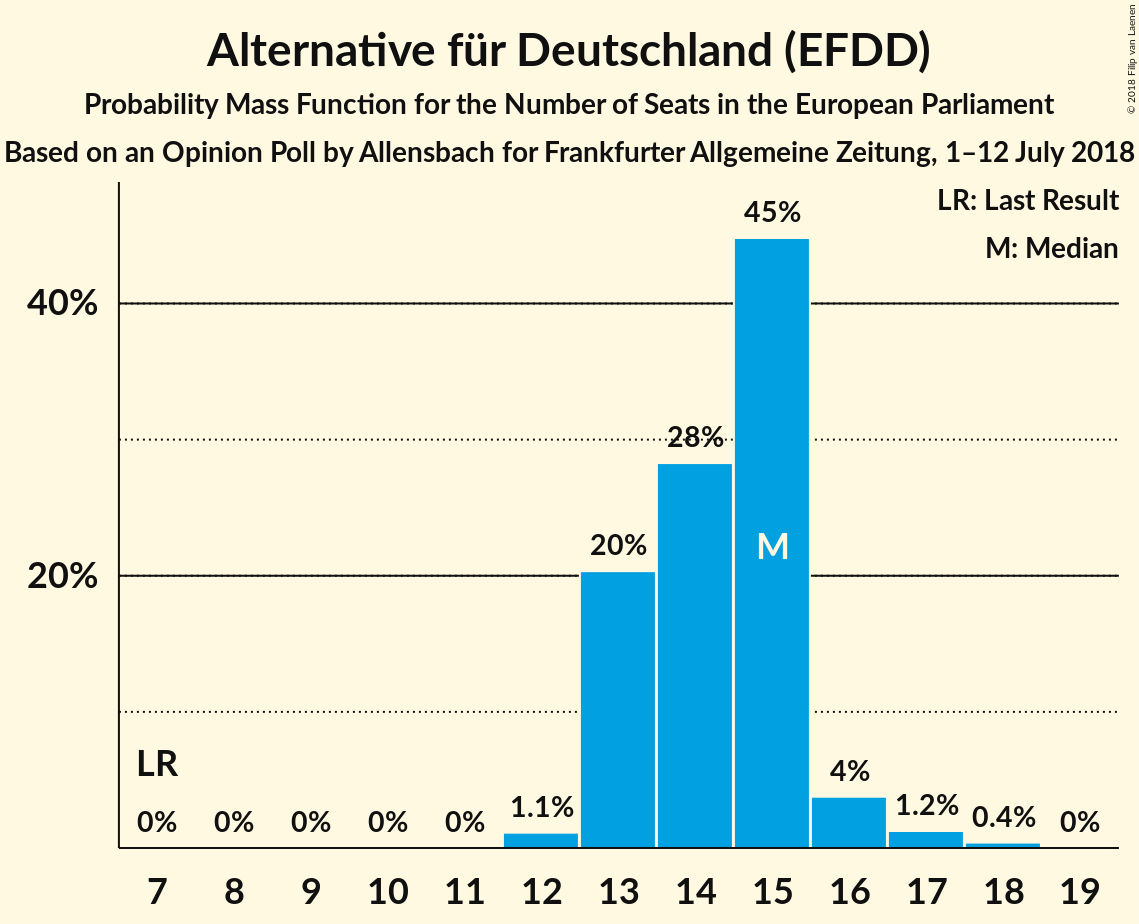 Alternative für Deutschland (EFDD)
Probability Mass Function for the Number of Seats in the European Parliament
Based on an Opinion Poll by Allensbach for Frankfurter Allgemeine Zeitung, 1–12 July 2018
© 2018 Filip van Laenen
LR: Last Result
M: Median
45%
40%
28%
20%
M
20%
LR
4%
0% 0% 0% 0% 0% 1.1% 1.2% 0.4% 0%
7 8 9 10 11 12 13 14 15 16 17 18 19